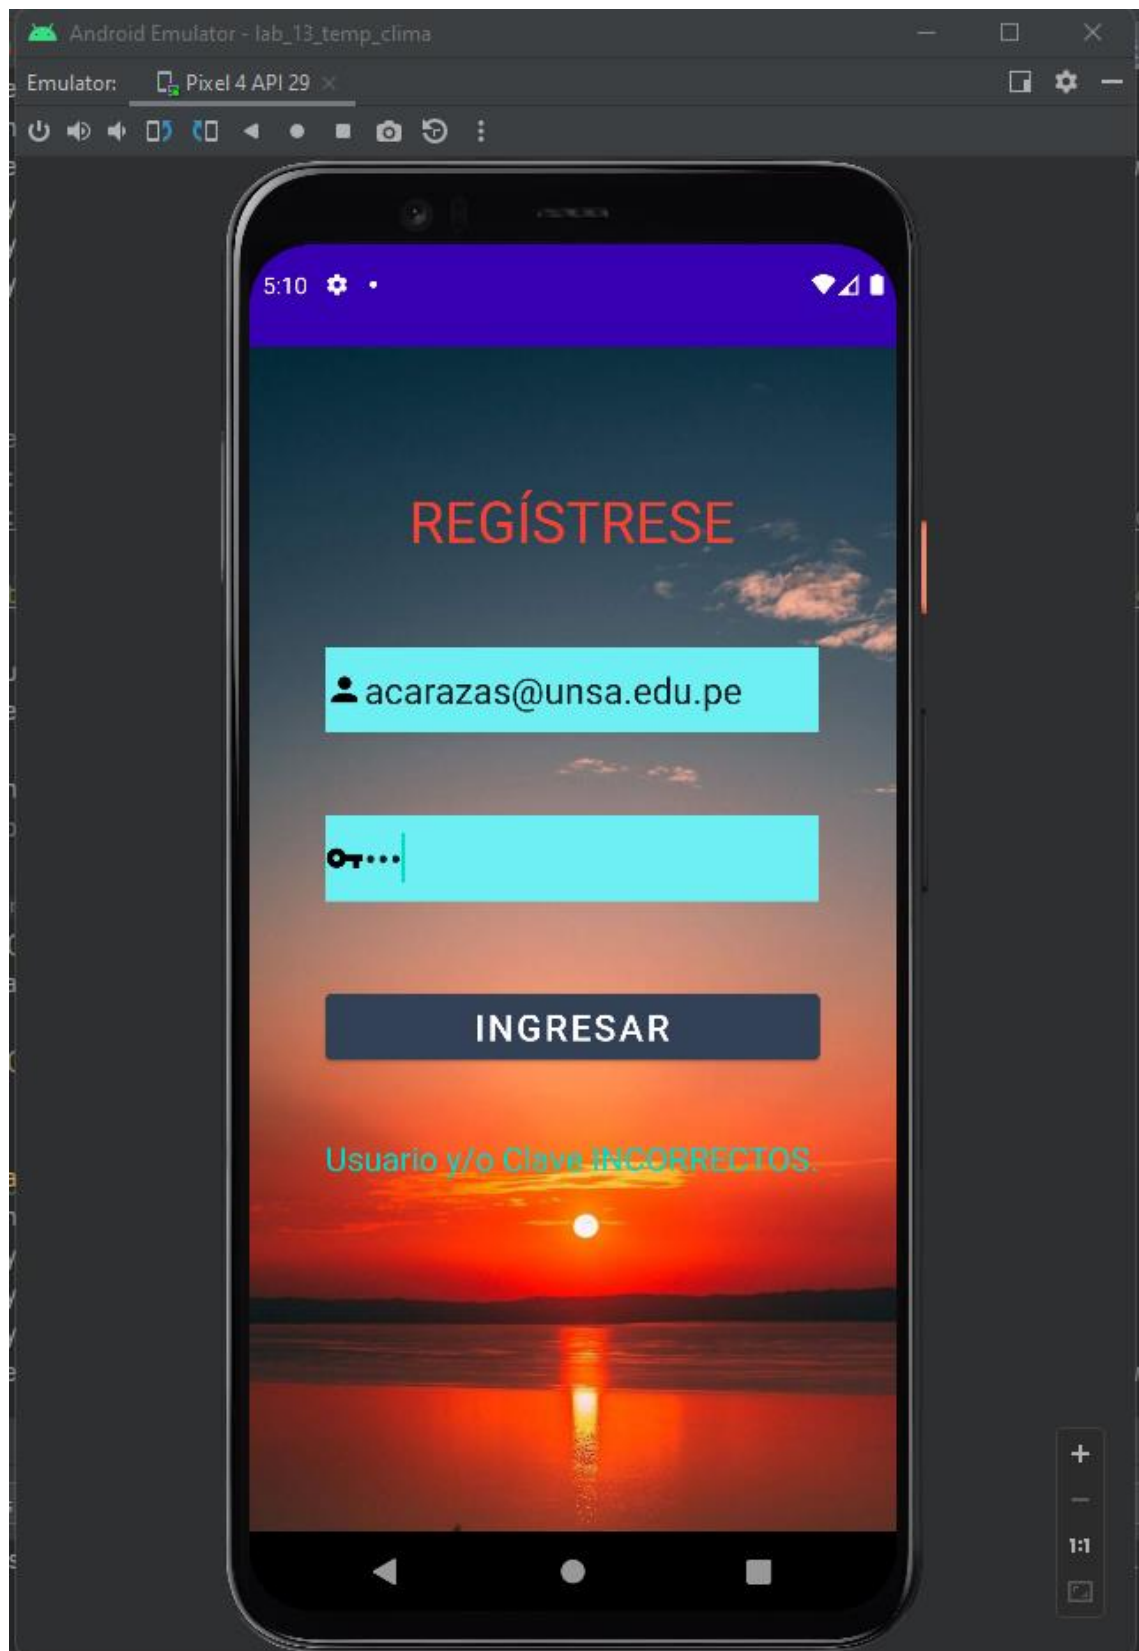 Android Emulator - lab_13_temp_clima
Emulator: Pixel 4 API 29
5:10
REGÍSTRESE
acarazas@unsa.edu.pe
•••
INGRESAR
Usuario y/o Clave INCORRECTOS.
1:1